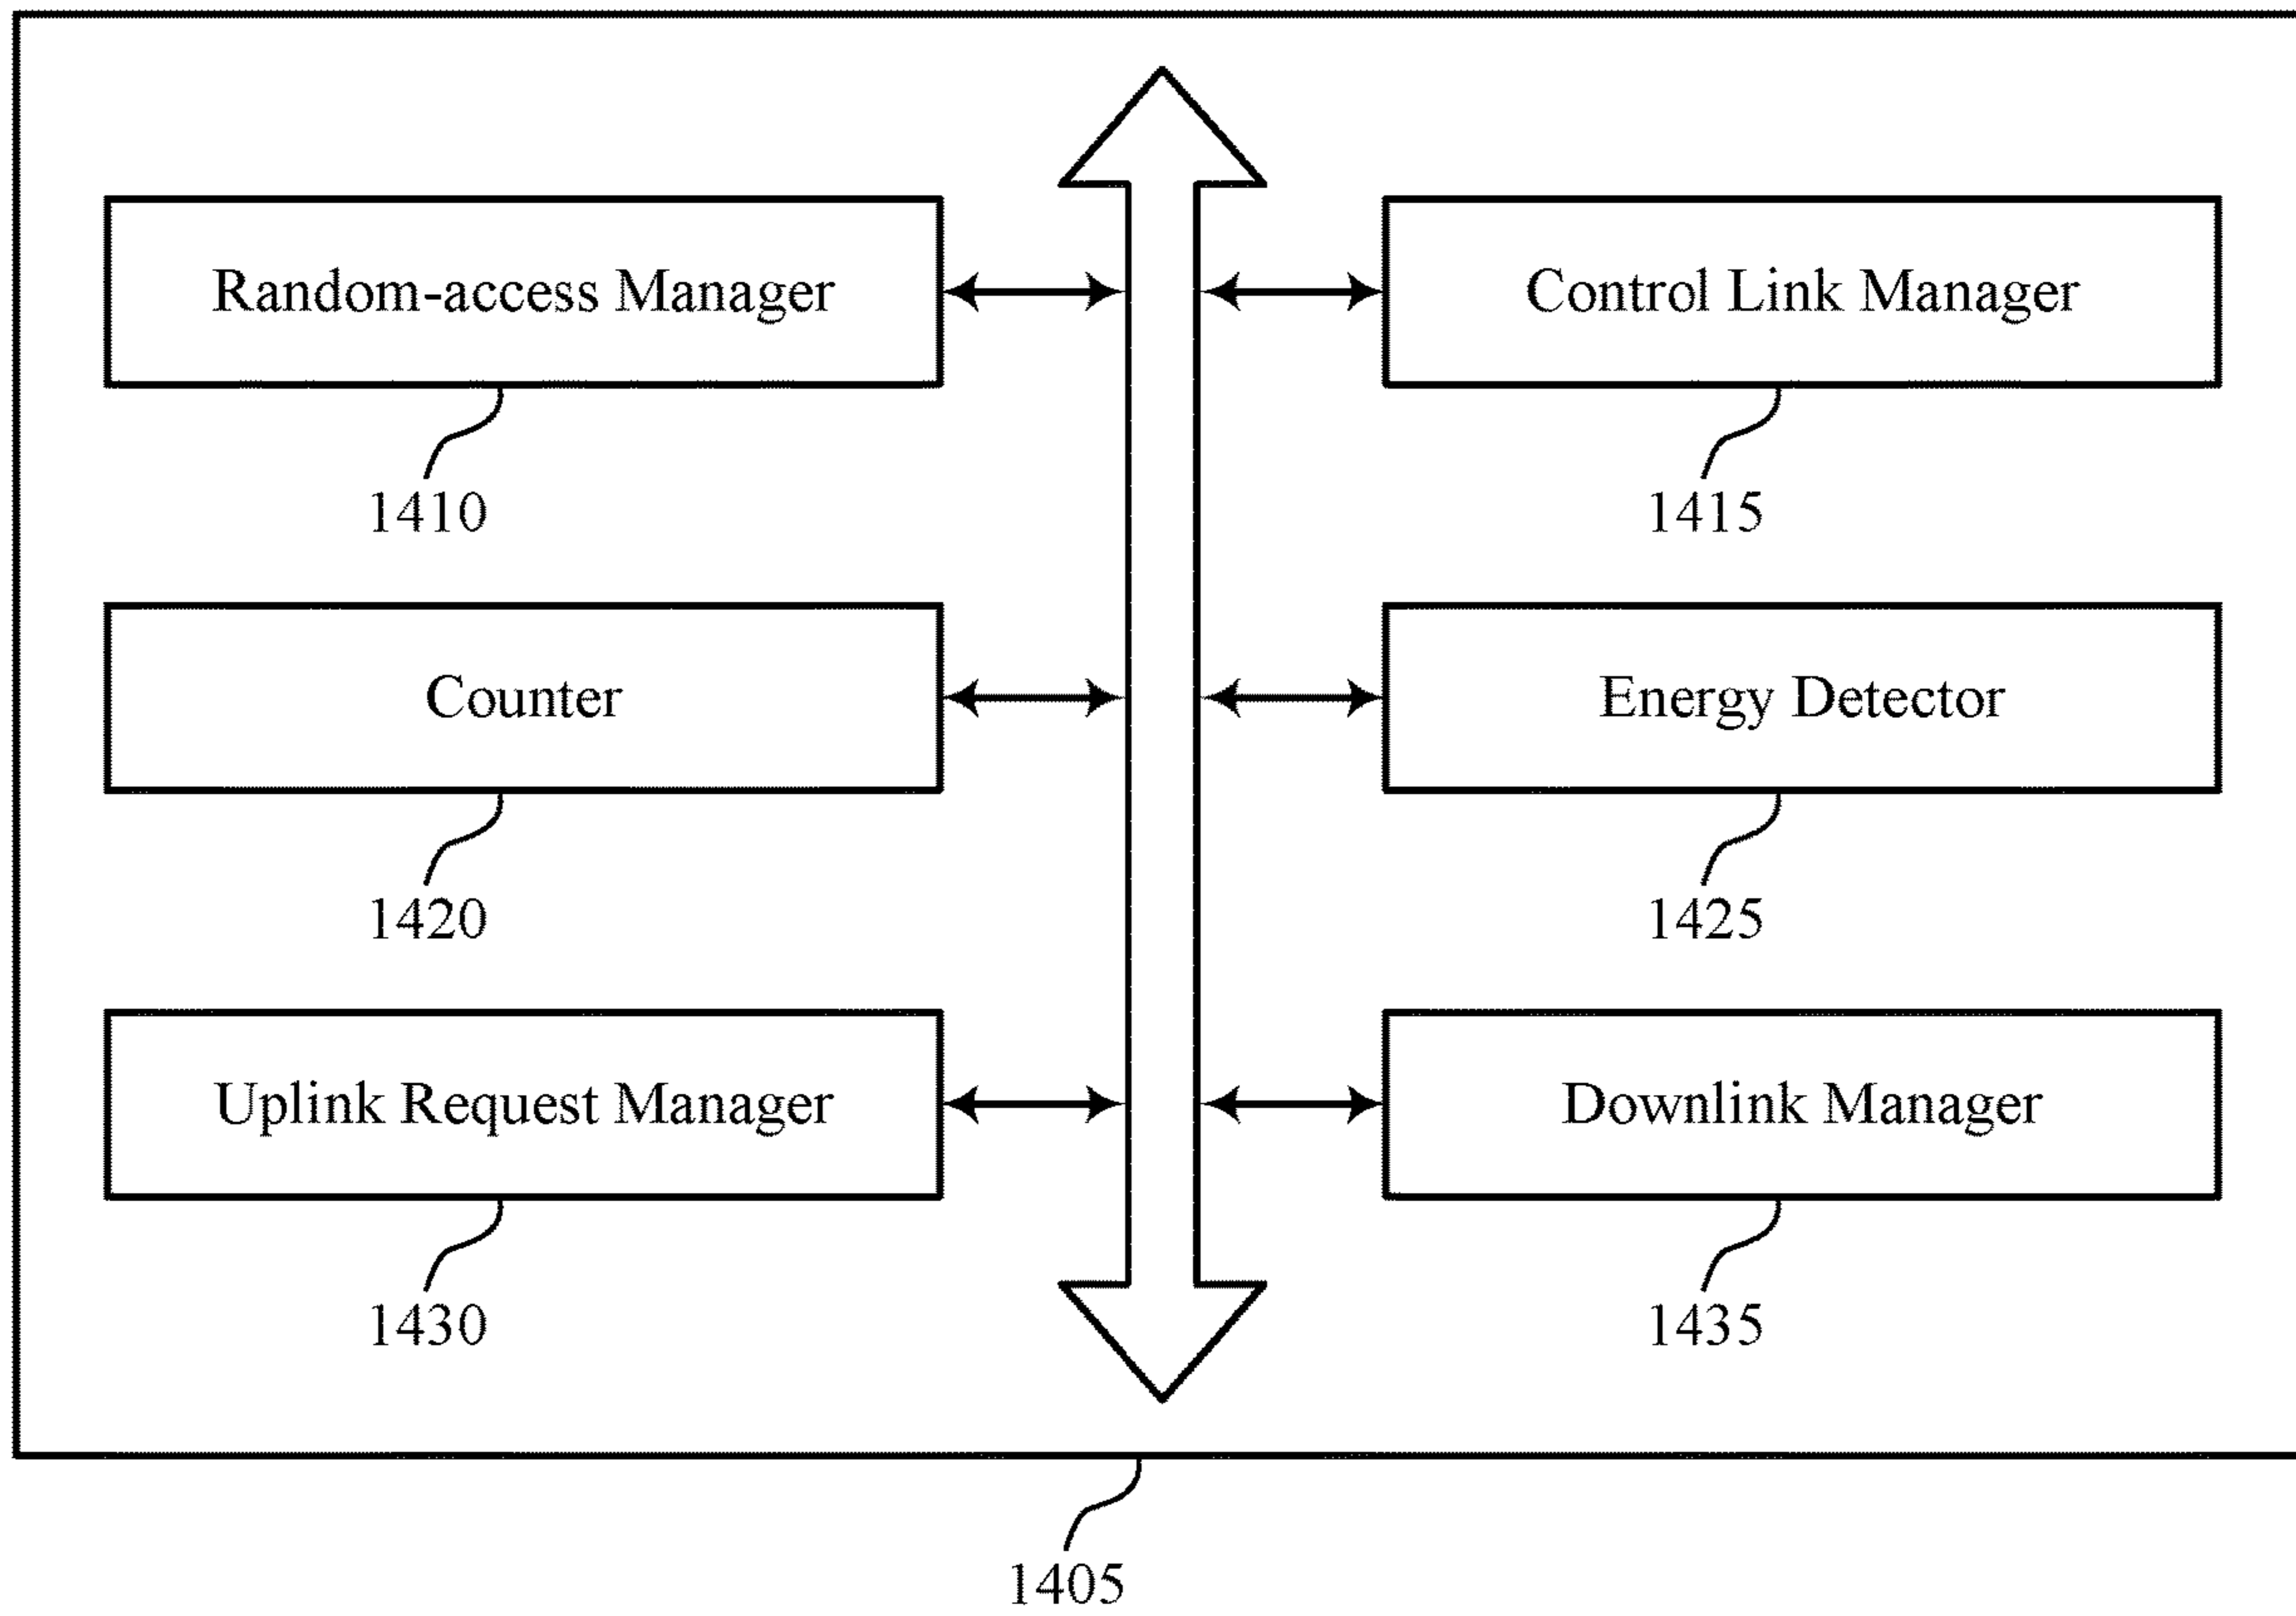 Random-access Manager
Control Link Manager
1410
1415
Counter
Energy Detector
1420
1425
Uplink Request Manager
Downlink Manager
1430
1435
1405